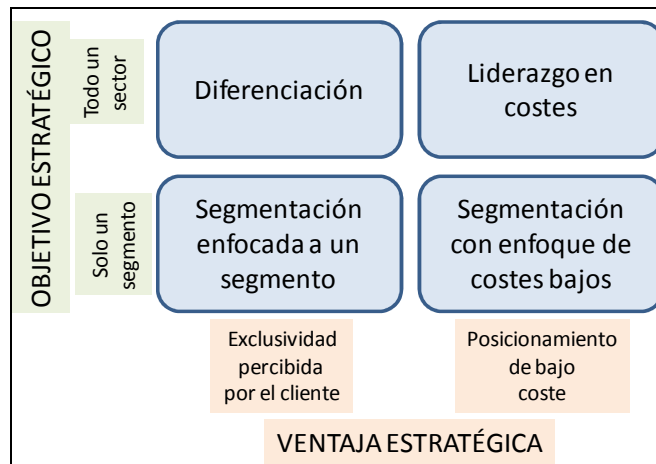 OBJETIVO ESTRATÉGICO
Todo un
sector
Diferenciación
Liderazgo en
costes
Solo un
segmento
Segmentación
enfocada a un
segmento
Segmentación
con enfoque de
costes bajos
Exclusividad
percibida
por el cliente
Posicionamiento
de bajo
coste
VENTAJA ESTRATÉGICA